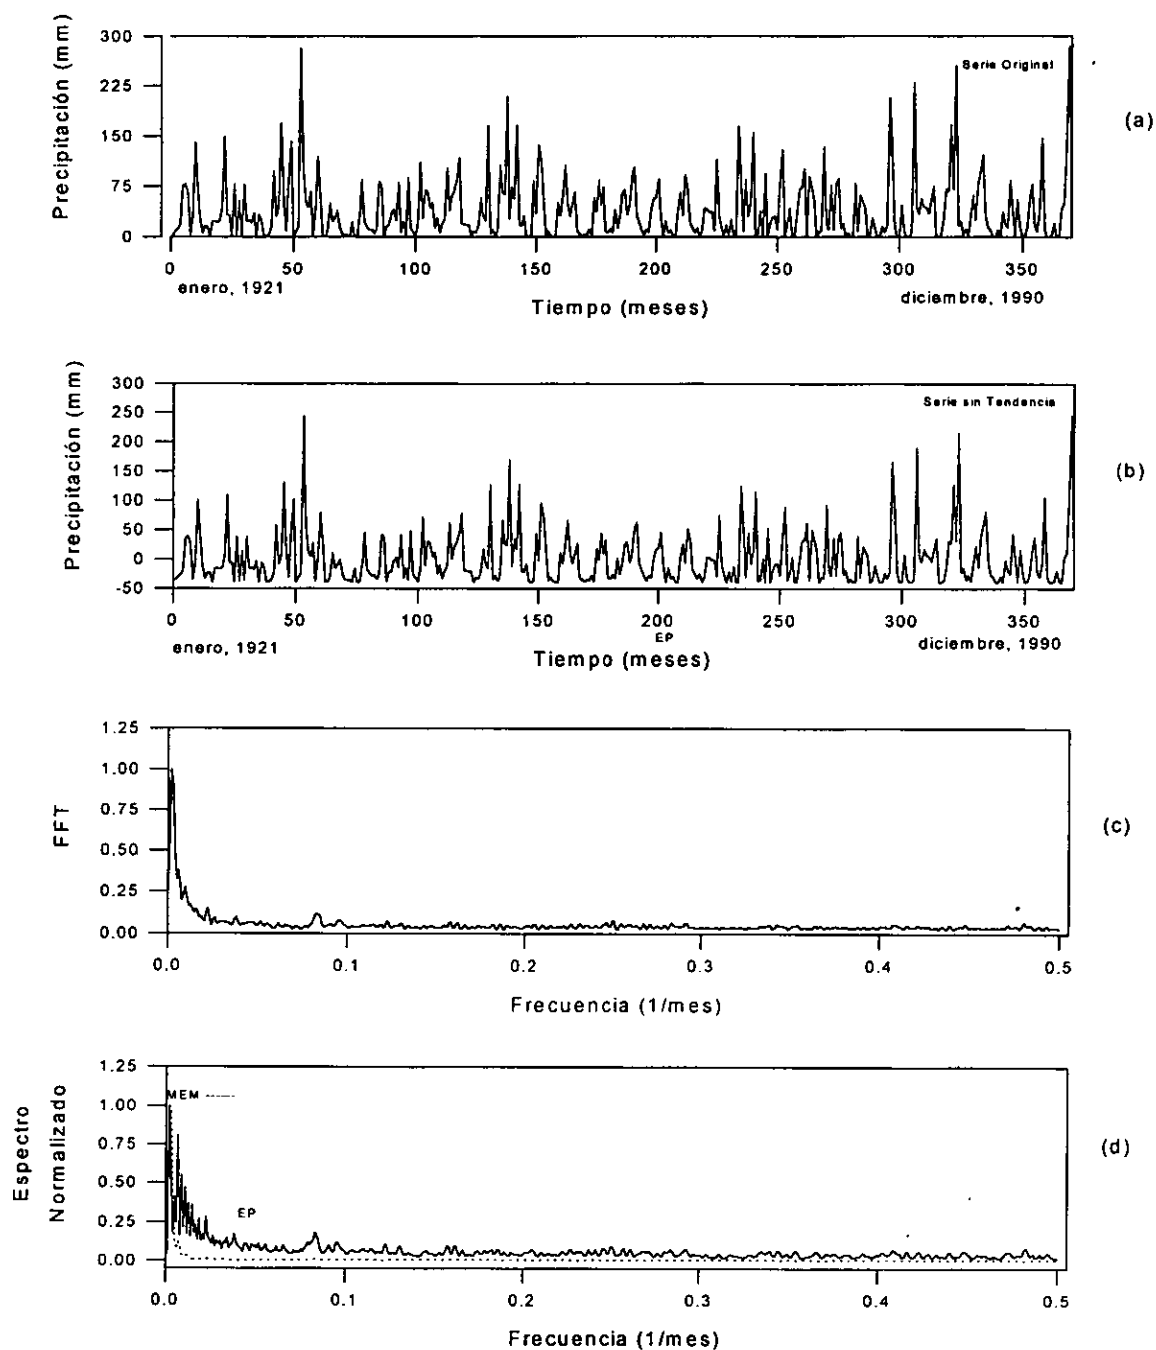 Precipitación (mm)
300
225
150
75
0
Serie Original
(a)
0 50 100 150 200 250 300 350
enero, 1921
diciembre, 1990
Tiempo (meses)
Precipitación (mm)
300
250
200
150
100
50
0
-50
Serie sin Tendencia
(b)
0 50 100 150 200 250 300 350
enero, 1921
EP
diciembre, 1990
Tiempo (meses)
FFT
1.25
1.00
0.75
0.50
0.25
0.00
(c)
0.0 0.1 0.2 0.3 0.4 0.5
Frecuencia (1/mes)
Espectro
Normalizado
1.25
1.00
0.75
0.50
0.25
0.00
MEM
EP
(d)
0.0 0.1 0.2 0.3 0.4 0.5
Frecuencia (1/mes)